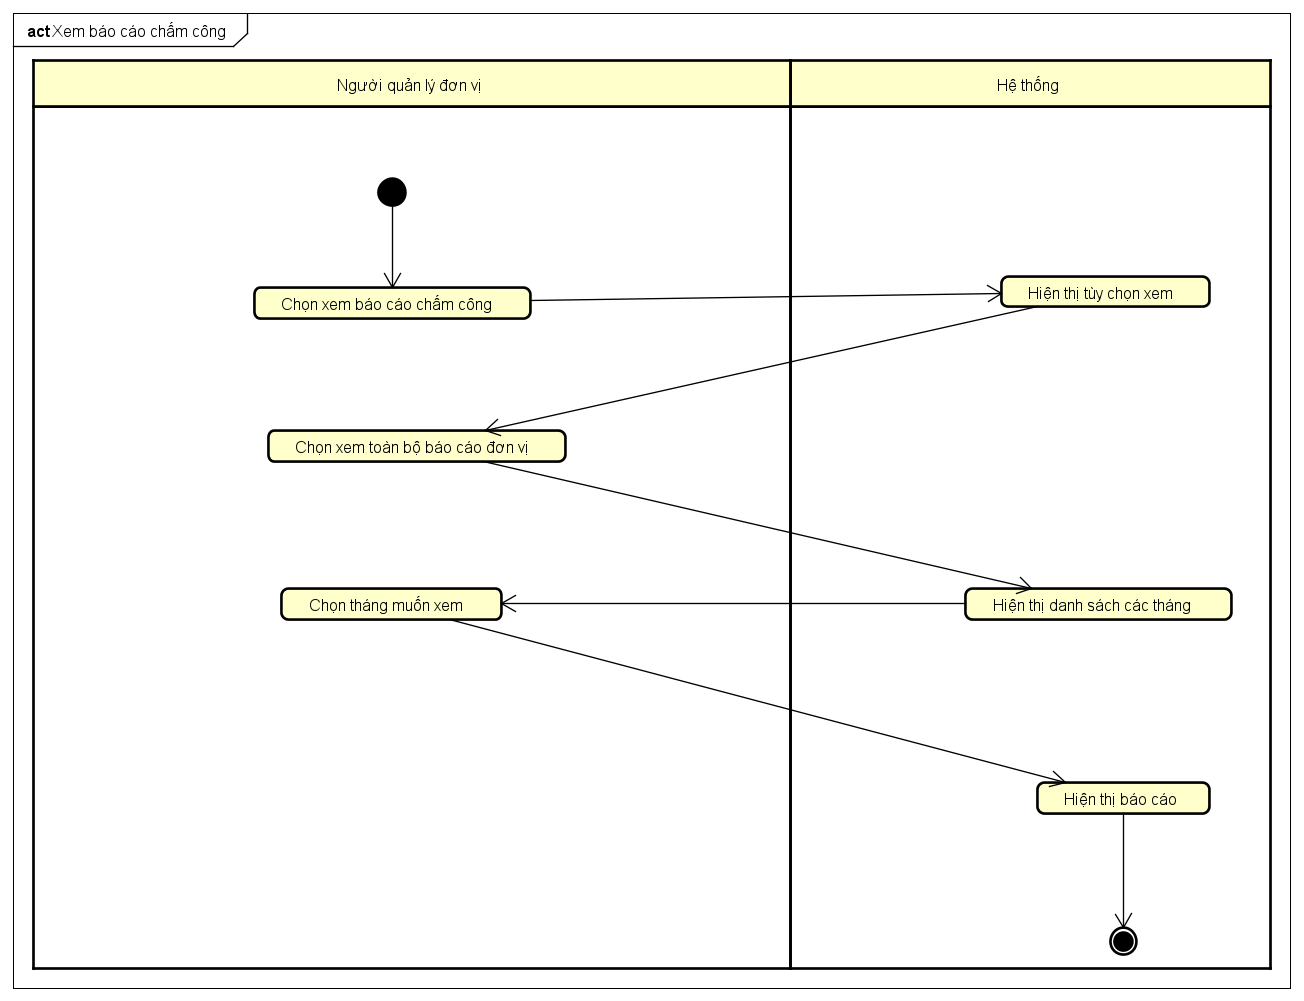 act Xem báo cáo chấm công
Người quản lý đơn vị
Hệ thống
Chọn xem báo cáo chấm công
Hiện thị tùy chọn xem
Chọn xem toàn bộ báo cáo đơn vị
Chọn tháng muốn xem
Hiện thị danh sách các tháng
Hiện thị báo cáo